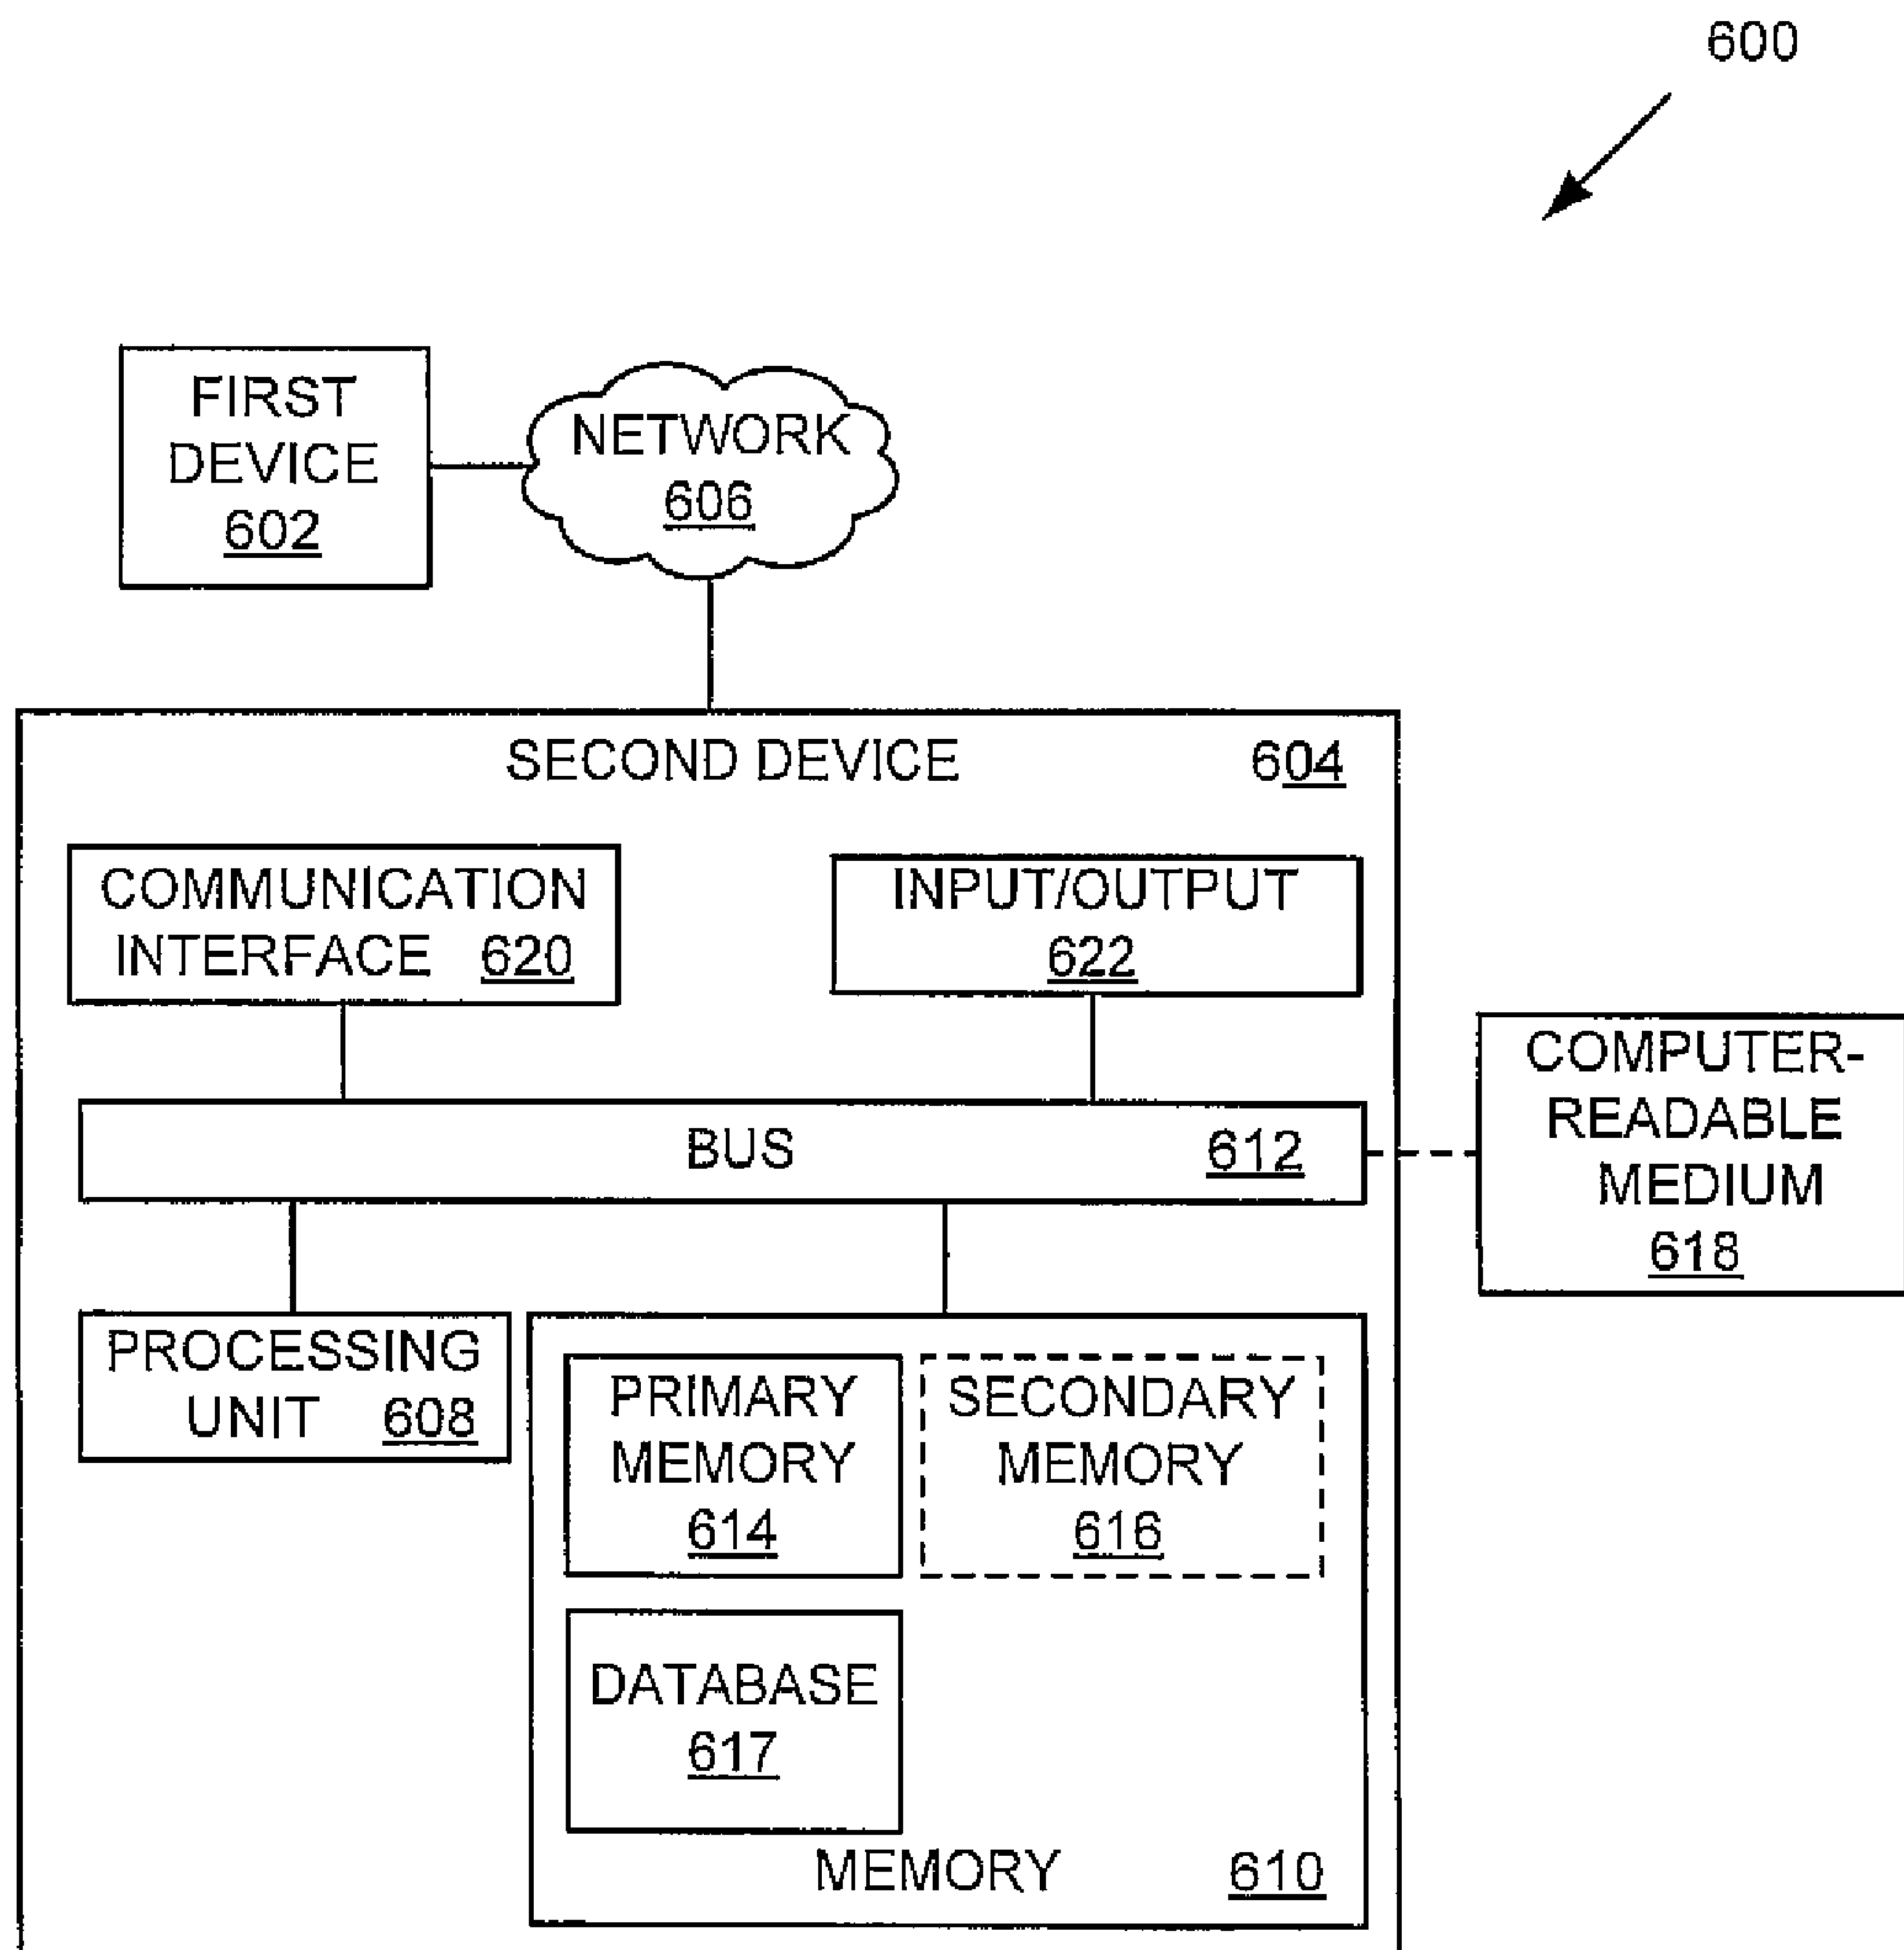 600
FIRST
DEVICE
602
NETWORK
606
SECOND DEVICE 604
COMMUNICATION
INTERFACE 620
INPUT/OUTPUT
622
BUS 612
COMPUTER-
READABLE
MEDIUM
618
PROCESSING
UNIT 608
PRIMARY
MEMORY
614
SECONDARY
MEMORY
616
DATABASE
617
MEMORY 610